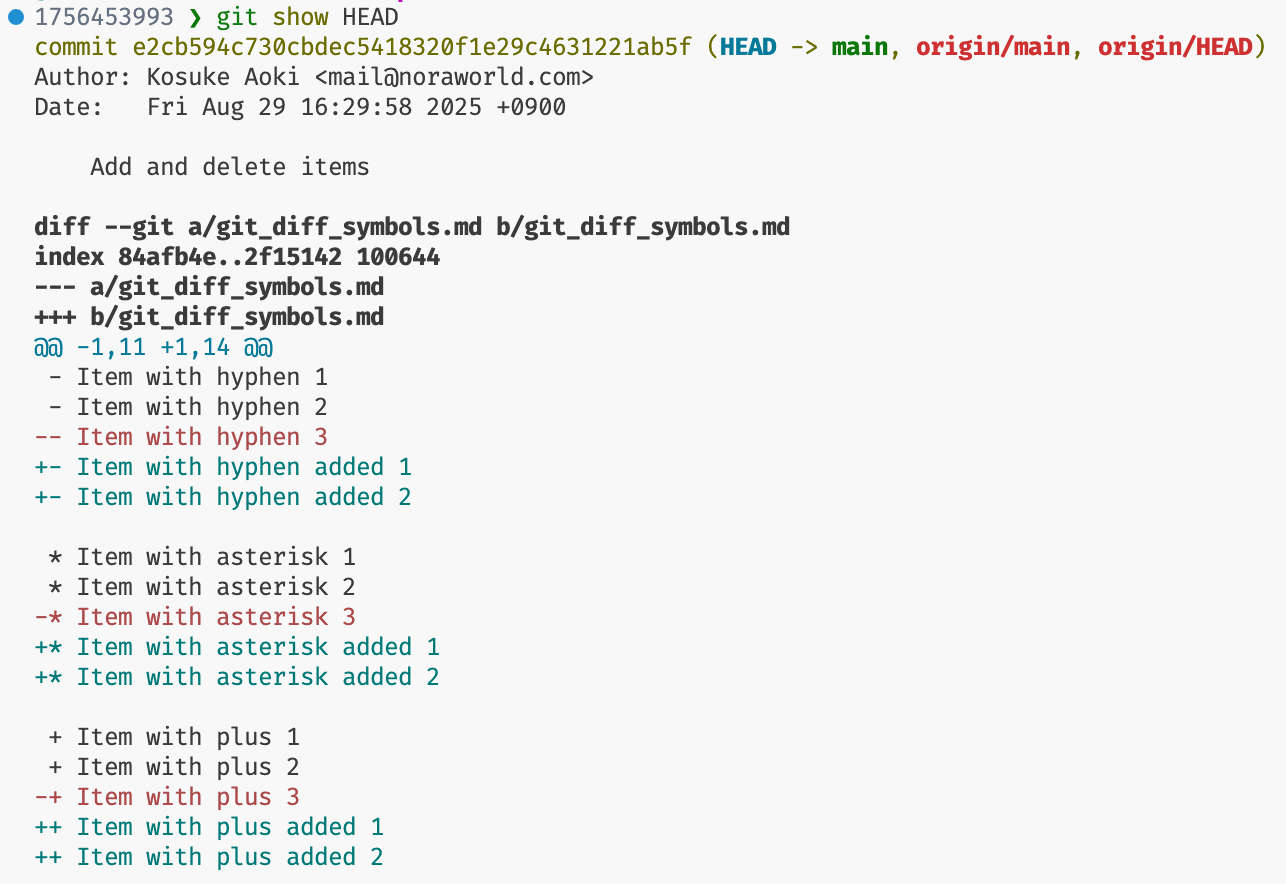 1756453993 ❯ git show HEAD
commit e2cb594c730cbdec5418320f1e29c4631221ab5f (HEAD -> main, origin/main, origin/HEAD)
Author: Kosuke Aoki <mail@noraworld.com>
Date:   Fri Aug 29 16:29:58 2025 +0900

    Add and delete items

diff --git a/git_diff_symbols.md b/git_diff_symbols.md
index 84afb4e..2f15142 100644
--- a/git_diff_symbols.md
+++ b/git_diff_symbols.md
@@ -1,11 +1,14 @@
 - Item with hyphen 1
 - Item with hyphen 2
-- Item with hyphen 3
+- Item with hyphen added 1
+- Item with hyphen added 2

 * Item with asterisk 1
 * Item with asterisk 2
-* Item with asterisk 3
+* Item with asterisk added 1
+* Item with asterisk added 2

 + Item with plus 1
 + Item with plus 2
-+ Item with plus 3
++ Item with plus added 1
++ Item with plus added 2